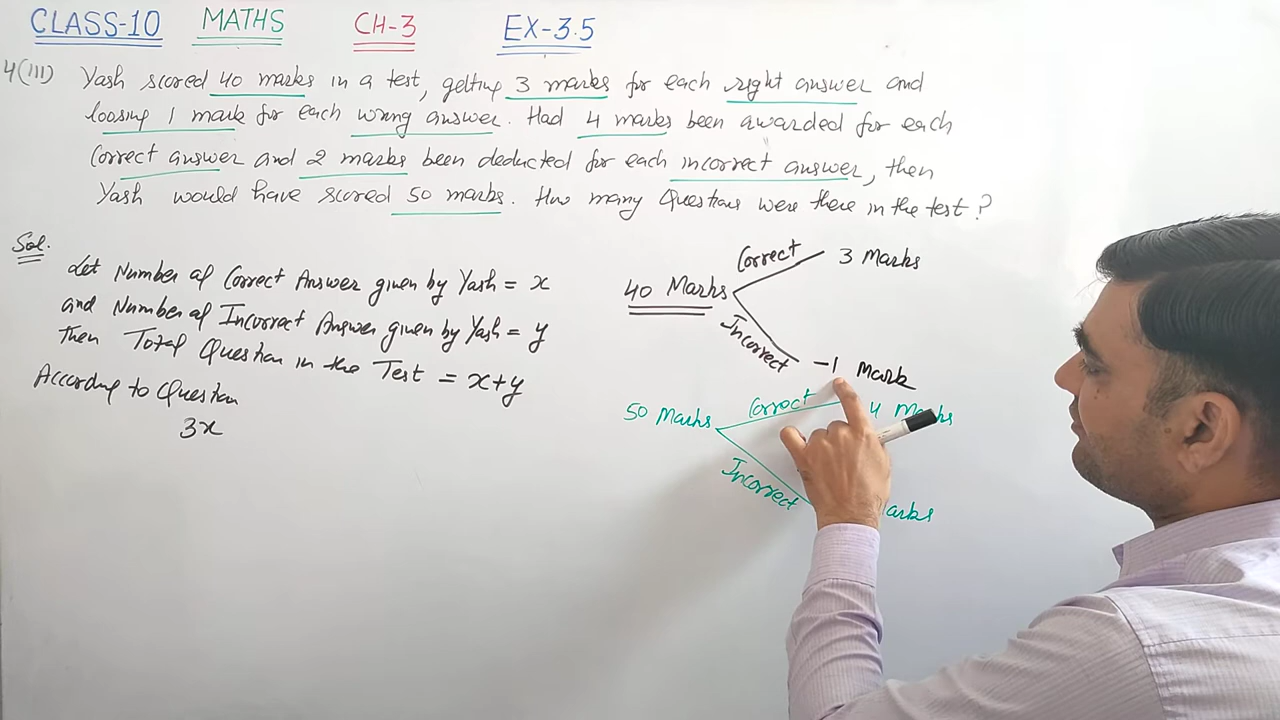 CLASS-10 MATHS CH-3 EX-3.5
4(III) Yash scored 40 marks in a test, getting 3 marks for each right answer and
loosing 1 mark for each wrong answer. Had 4 marks been awarded for each
Correct answer and 2 marks been deducted for each incorrect answer, then
Yash would have scored 50 marks. How many Questions were there in the test?
Sol.
Let Number of Correct Answer given by Yash = x
and Number of Incorrect Answer given by Yash = y
then Total Question in the Test = x+y
According to Question
3x
40 Marks
Correct 3 Marks
Incorrect -1 Mark
50 Marks
Correct 4 Marks
Incorrect